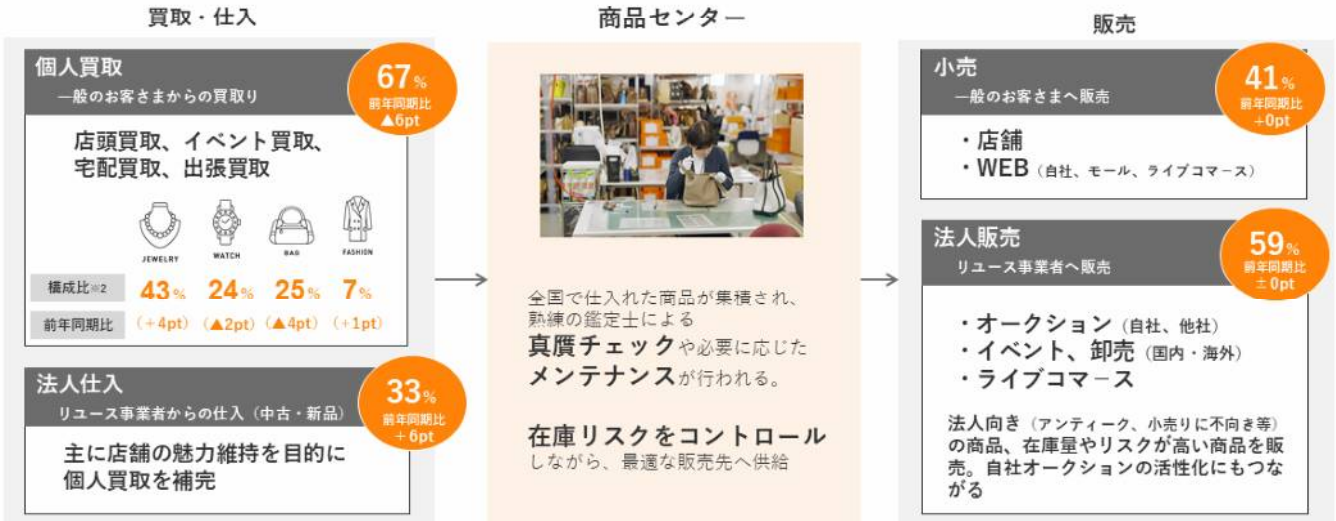 買取・仕入
個人買取
一般のお客さまからの買取り
67%
前年同期比
▲6pt
店頭買取、イベント買取、
宅配買取、出張買取
JEWELRY WATCH BAG FASHION
構成比※2 43% 24% 25% 7%
前年同期比 (+4pt) (▲2pt) (▲4pt) (+1pt)
法人仕入
リユース事業者からの仕入(中古・新品)
33%
前年同期比
+6pt
主に店舗の魅力維持を目的に
個人買取を補完
商品センター
全国で仕入れた商品が集積され、
熟練の鑑定士による
真贋チェックや必要に応じた
メンテナンスが行われる。
在庫リスクをコントロール
しながら、最適な販売先へ供給
販売
小売
一般のお客さまへ販売
41%
前年同期比
+0pt
・店舗
・WEB(自社、モール、ライブコマース)
法人販売
リユース事業者へ販売
59%
前年同期比
±0pt
・オークション(自社、他社)
・イベント、卸売(国内・海外)
・ライブコマース
法人向き(アンティーク、小売りに不向き等)
の商品、在庫量やリスクが高い商品を販
売。自社オークションの活性化にもつな
がる